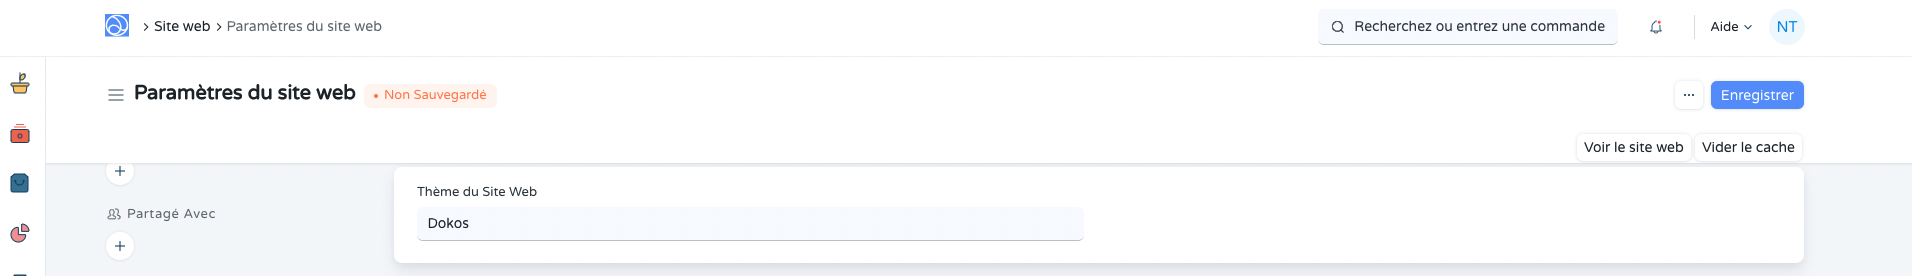 Site web
Paramètres du site web
Recherchez ou entrez une commande
Aide
NT
Paramètres du site web
Non Sauvegardé
Enregistrer
Voir le site web
Vider le cache
Partagé Avec
Thème du Site Web
Dokos